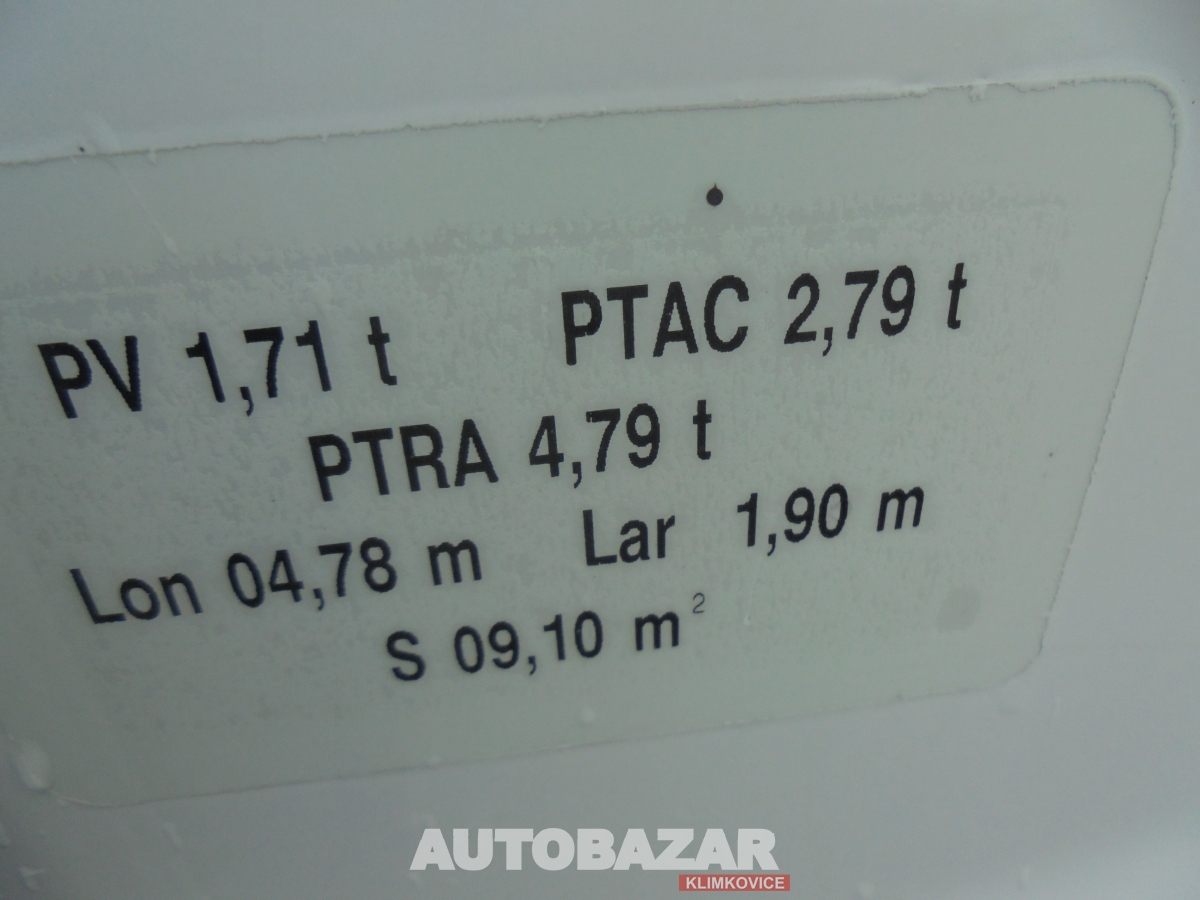 PV 1,71 t PTAC 2,79 t
PTRA 4,79 t
Lon 04,78 m Lar 1,90 m
S 09,10 m²
AUTOBAZAR
KLIMKOVICE